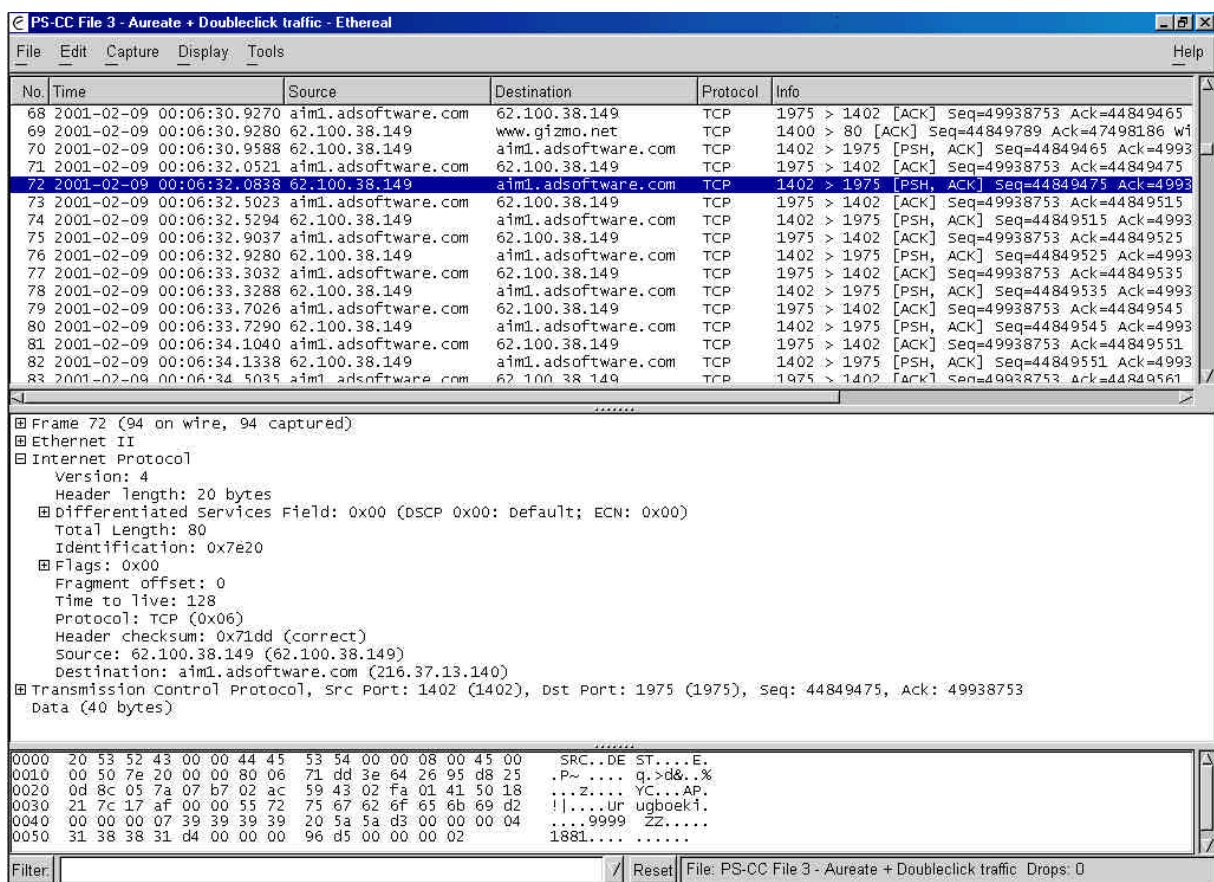 PS-CC File 3 - Aureate + Doubleclick traffic - Ethereal
File Edit Capture Display Tools Help
No. Time Source Destination Protocol Info
68 2001-02-09 00:06:30.9270 aim1.adsoftware.com 62.100.38.149 TCP 1975 > 1402 [ACK] Seq=49938753 Ack=44849465
69 2001-02-09 00:06:30.9280 62.100.38.149 www.gizmo.net TCP 1400 > 80 [ACK] Seq=44849789 Ack=47498186 wi
70 2001-02-09 00:06:30.9588 62.100.38.149 aim1.adsoftware.com TCP 1402 > 1975 [PSH, ACK] Seq=44849465 Ack=4993
71 2001-02-09 00:06:32.0521 aim1.adsoftware.com 62.100.38.149 TCP 1975 > 1402 [ACK] Seq=49938753 Ack=44849475
72 2001-02-09 00:06:32.0838 62.100.38.149 aim1.adsoftware.com TCP 1402 > 1975 [PSH, ACK] Seq=44849475 Ack=4993
73 2001-02-09 00:06:32.5023 aim1.adsoftware.com 62.100.38.149 TCP 1975 > 1402 [ACK] Seq=49938753 Ack=44849515
74 2001-02-09 00:06:32.5294 62.100.38.149 aim1.adsoftware.com TCP 1402 > 1975 [PSH, ACK] Seq=44849515 Ack=4993
75 2001-02-09 00:06:32.9037 aim1.adsoftware.com 62.100.38.149 TCP 1975 > 1402 [ACK] Seq=49938753 Ack=44849525
76 2001-02-09 00:06:32.9280 62.100.38.149 aim1.adsoftware.com TCP 1402 > 1975 [PSH, ACK] Seq=44849525 Ack=4993
77 2001-02-09 00:06:33.3032 aim1.adsoftware.com 62.100.38.149 TCP 1975 > 1402 [ACK] Seq=49938753 Ack=44849535
78 2001-02-09 00:06:33.3288 62.100.38.149 aim1.adsoftware.com TCP 1402 > 1975 [PSH, ACK] Seq=44849535 Ack=4993
79 2001-02-09 00:06:33.7026 aim1.adsoftware.com 62.100.38.149 TCP 1975 > 1402 [ACK] Seq=49938753 Ack=44849545
80 2001-02-09 00:06:33.7290 62.100.38.149 aim1.adsoftware.com TCP 1402 > 1975 [PSH, ACK] Seq=44849545 Ack=4993
81 2001-02-09 00:06:34.1040 aim1.adsoftware.com 62.100.38.149 TCP 1975 > 1402 [ACK] Seq=49938753 Ack=44849551
82 2001-02-09 00:06:34.1338 62.100.38.149 aim1.adsoftware.com TCP 1402 > 1975 [PSH, ACK] Seq=44849551 Ack=4993
83 2001-02-09 00:06:34.5035 aim1.adsoftware.com 62.100.38.149 TCP 1975 > 1402 [ACK] Seq=49938753 Ack=44849561
Frame 72 (94 on wire, 94 captured)
Ethernet II
Internet Protocol
Version: 4
Header length: 20 bytes
Differentiated Services Field: 0x00 (DSCP 0x00: Default; ECN: 0x00)
Total Length: 80
Identification: 0x7e20
Flags: 0x00
Fragment offset: 0
Time to live: 128
Protocol: TCP (0x06)
Header checksum: 0x71dd (correct)
Source: 62.100.38.149 (62.100.38.149)
Destination: aim1.adsoftware.com (216.37.13.140)
Transmission Control Protocol, Src Port: 1402 (1402), Dst Port: 1975 (1975), Seq: 44849475, Ack: 49938753
Data (40 bytes)
0000 20 53 52 43 00 00 44 45 53 54 00 00 08 00 45 00 SRC..DE ST....E.
0010 00 50 7e 20 00 00 80 06 71 dd 3e 64 26 95 d8 25 .P~ .... q.>d&..%
0020 0d 8c 05 7a 07 b7 02 ac 59 43 02 fa 01 41 50 18 ...z.... YC...AP.
0030 21 7c 17 af 00 00 55 72 75 67 62 6f 65 6b 69 d2 !|....Ur ugboeki.
0040 00 00 00 07 39 39 39 39 20 5a 5a d3 00 00 00 04 ....9999 ZZ.....
0050 31 38 38 31 d4 00 00 00 96 d5 00 00 00 02 1881.... ......
Filter: Reset File: PS-CC File 3 - Aureate + Doubleclick traffic Drops: 0